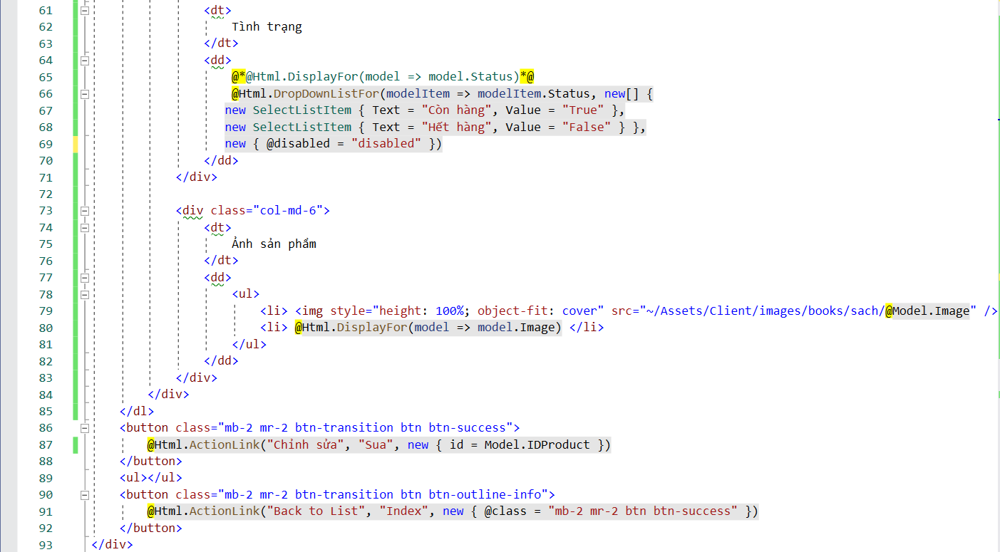 61 <dt>
62 Tình trạng
63 </dt>
64 <dd>
65 @*@Html.DisplayFor(model => model.Status)*@
66 @Html.DropDownListFor(modelItem => modelItem.Status, new[] {
67 new SelectListItem { Text = "Còn hàng", Value = "True" },
68 new SelectListItem { Text = "Hết hàng", Value = "False" } },
69 new { @disabled = "disabled" })
70 </dd>
71 </div>
72
73 <div class="col-md-6">
74 <dt>
75 Ảnh sản phẩm
76 </dt>
77 <dd>
78 <ul>
79 <li> <img style="height: 100%; object-fit: cover" src="~/Assets/Client/images/books/sach/@Model.Image" />
80 <li> @Html.DisplayFor(model => model.Image) </li>
81 </ul>
82 </dd>
83 </div>
84 </div>
85 </dl>
86 <button class="mb-2 mr-2 btn-transition btn btn-success">
87 @Html.ActionLink("Chỉnh sửa", "Sua", new { id = Model.IDProduct })
88 </button>
89 <ul></ul>
90 <button class="mb-2 mr-2 btn-transition btn btn-outline-info">
91 @Html.ActionLink("Back to List", "Index", new { @class = "mb-2 mr-2 btn btn-success" })
92 </button>
93 </div>